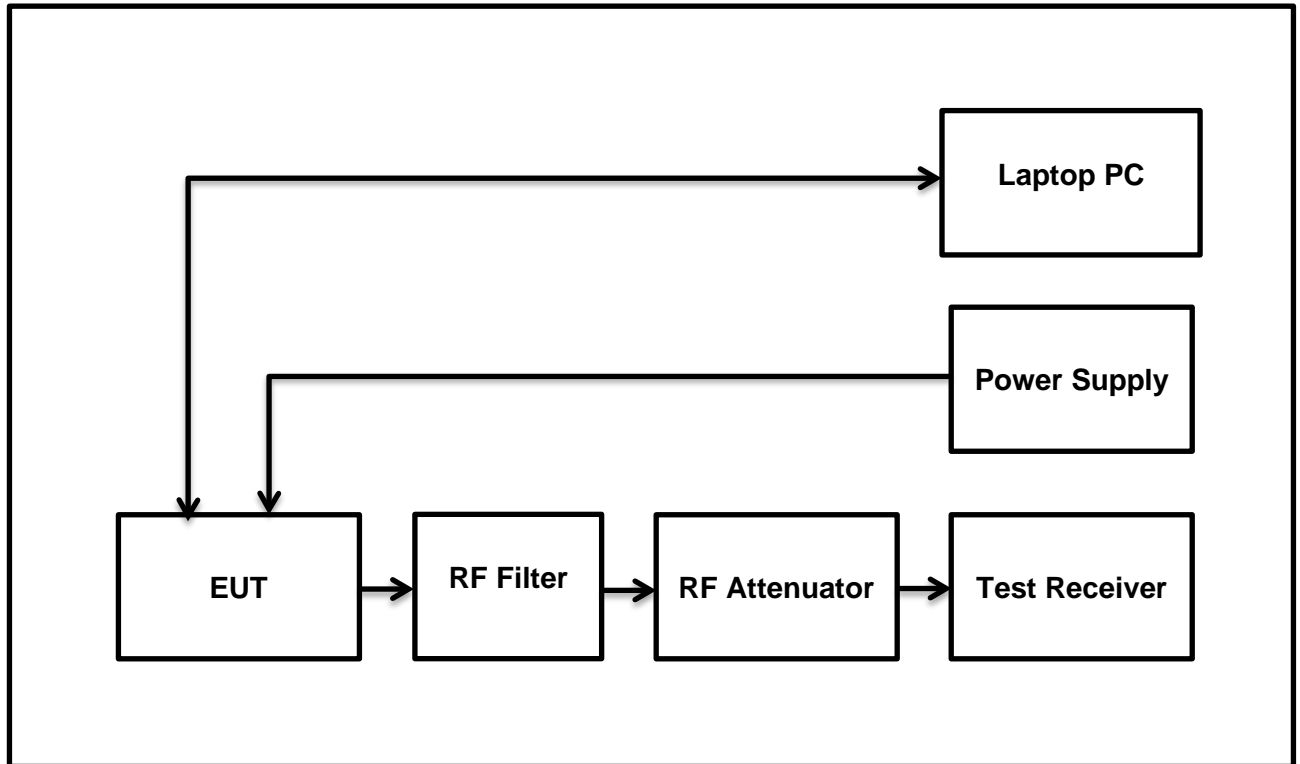 Laptop PC
Power Supply
EUT
RF Filter
RF Attenuator
Test Receiver